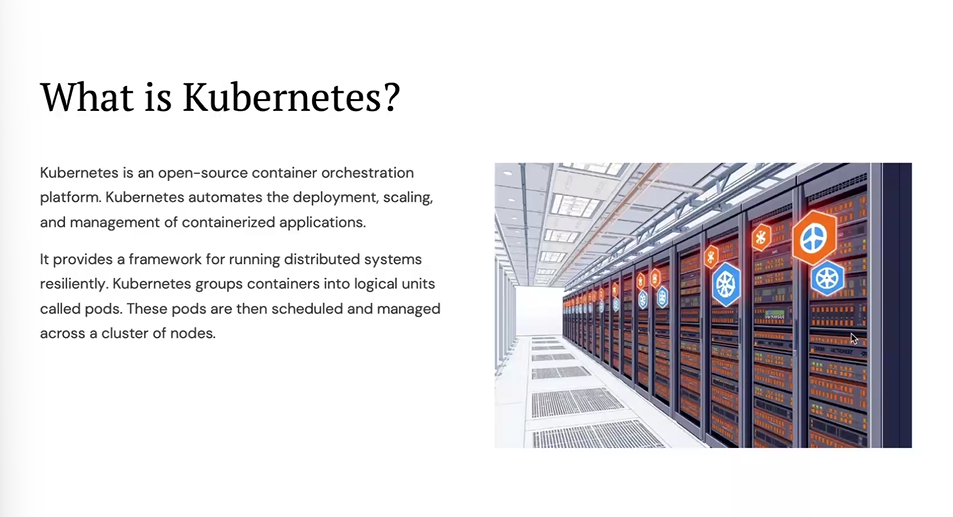 What is Kubernetes?
Kubernetes is an open-source container orchestration
platform. Kubernetes automates the deployment, scaling,
and management of containerized applications.
It provides a framework for running distributed systems
resiliently. Kubernetes groups containers into logical units
called pods. These pods are then scheduled and managed
across a cluster of nodes.